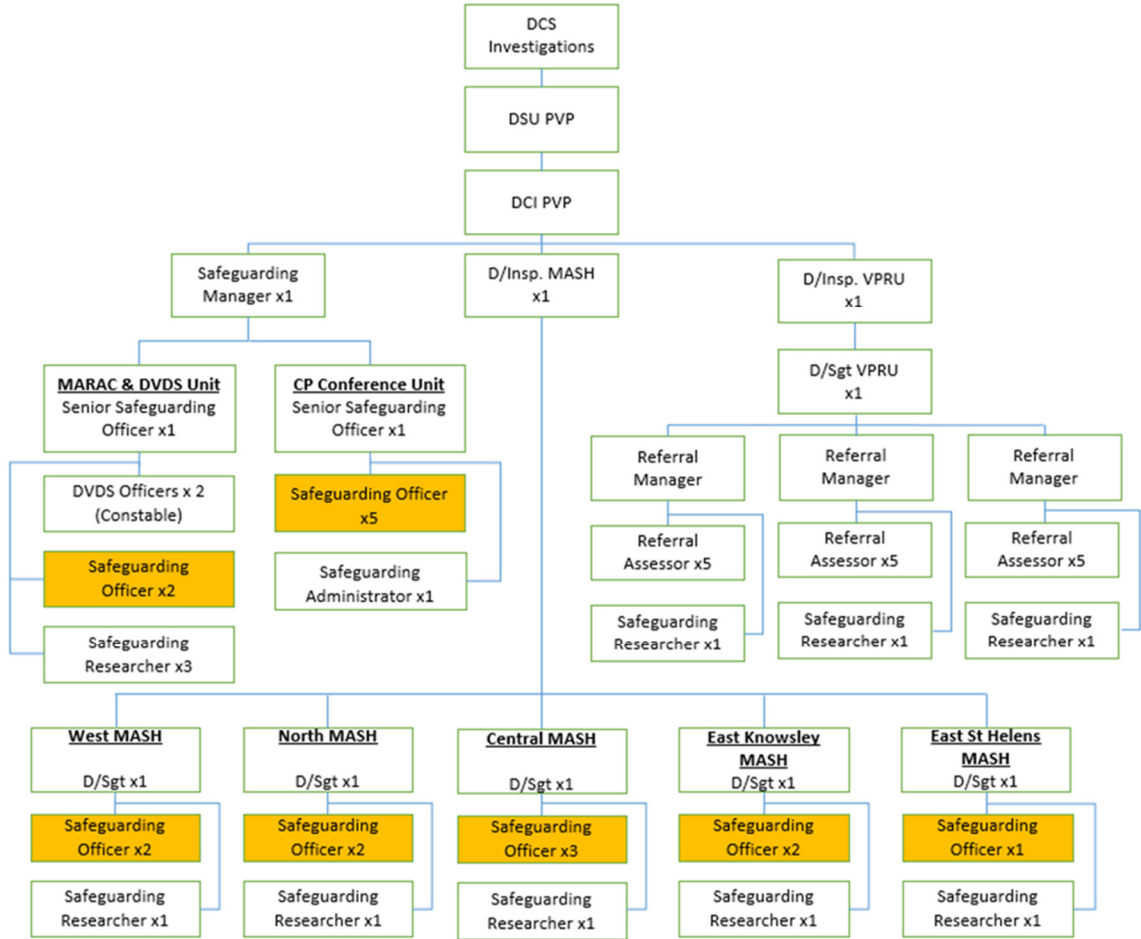 DCS
Investigations
DSU PVP
DCI PVP
Safeguarding
Manager x1
D/Insp. MASH
x1
D/Insp. VPRU
x1
D/Sgt VPRU
x1
MARAC & DVDS Unit
Senior Safeguarding
Officer x1
CP Conference Unit
Senior Safeguarding
Officer x1
DVDS Officers x 2
(Constable)
Safeguarding Officer
x5
Safeguarding
Officer x2
Safeguarding
Administrator x1
Safeguarding
Researcher x3
Referral
Manager
Referral
Manager
Referral
Manager
Referral
Assessor x5
Referral
Assessor x5
Referral
Assessor x5
Safeguarding
Researcher x1
Safeguarding
Researcher x1
Safeguarding
Researcher x1
West MASH
D/Sgt x1
North MASH
D/Sgt x1
Central MASH
D/Sgt x1
East Knowsley
MASH
D/Sgt x1
East St Helens
MASH
D/Sgt x1
Safeguarding
Officer x2
Safeguarding
Officer x2
Safeguarding
Officer x3
Safeguarding
Officer x2
Safeguarding
Officer x1
Safeguarding
Researcher x1
Safeguarding
Researcher x1
Safeguarding
Researcher x1
Safeguarding
Researcher x1
Safeguarding
Researcher x1